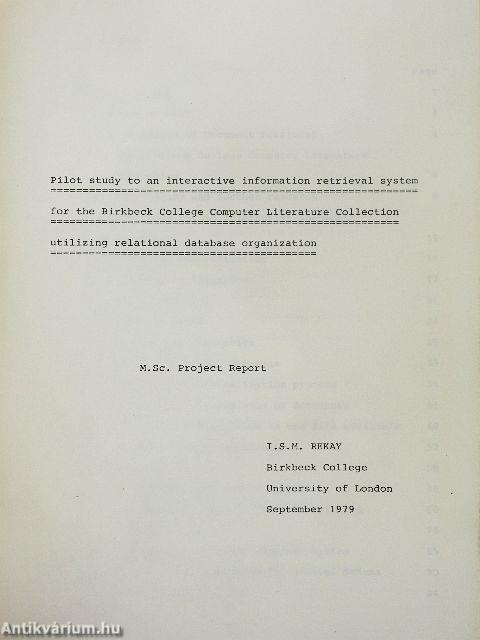 Pilot study to an interactive information retrieval system
for the Birkbeck College Computer Literature Collection
utilizing relational database organization
M.Sc. Project Report
I.S.M. REKAY
Birkbeck College
University of London
September 1979
Antikvárium.hu